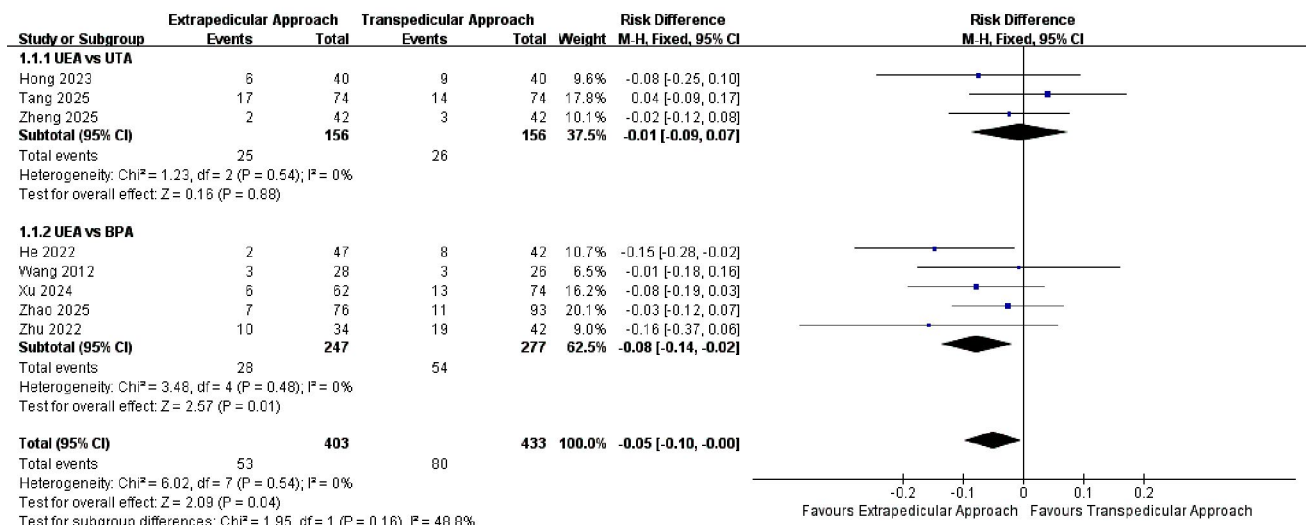 Extrapedicular Approach Transpedicular Approach Risk Difference Risk Difference
Study or Subgroup Events Total Events Total Weight M-H, Fixed, 95% CI M-H, Fixed, 95% CI
1.1.1 UEA vs UTA
Hong 2023 6 40 9 40 9.6% -0.08 [-0.25, 0.10]
Tang 2025 17 74 14 74 17.8% 0.04 [-0.09, 0.17]
Zheng 2025 2 42 3 42 10.1% -0.02 [-0.12, 0.08]
Subtotal (95% CI) 156 156 37.5% -0.01 [-0.09, 0.07]
Total events 25 26
Heterogeneity: Chi² = 1.23, df = 2 (P = 0.54); I² = 0%
Test for overall effect: Z = 0.16 (P = 0.88)
1.1.2 UEA vs BPA
He 2022 2 47 8 42 10.7% -0.15 [-0.28, -0.02]
Wang 2012 3 28 3 26 6.5% -0.01 [-0.18, 0.16]
Xu 2024 6 62 13 74 16.2% -0.08 [-0.19, 0.03]
Zhao 2025 7 76 11 93 20.1% -0.03 [-0.12, 0.07]
Zhu 2022 10 34 19 42 9.0% -0.16 [-0.37, 0.06]
Subtotal (95% CI) 247 277 62.5% -0.08 [-0.14, -0.02]
Total events 28 54
Heterogeneity: Chi² = 3.48, df = 4 (P = 0.48); I² = 0%
Test for overall effect: Z = 2.57 (P = 0.01)
Total (95% CI) 403 433 100.0% -0.05 [-0.10, -0.00]
Total events 53 80
Heterogeneity: Chi² = 6.02, df = 7 (P = 0.54); I² = 0%
Test for overall effect: Z = 2.09 (P = 0.04)
Test for subgroup differences: Chi² = 1.95, df = 1 (P = 0.16), I² = 48.8%
-0.2 -0.1 0 0.1 0.2
Favours Extrapedicular Approach Favours Transpedicular Approach